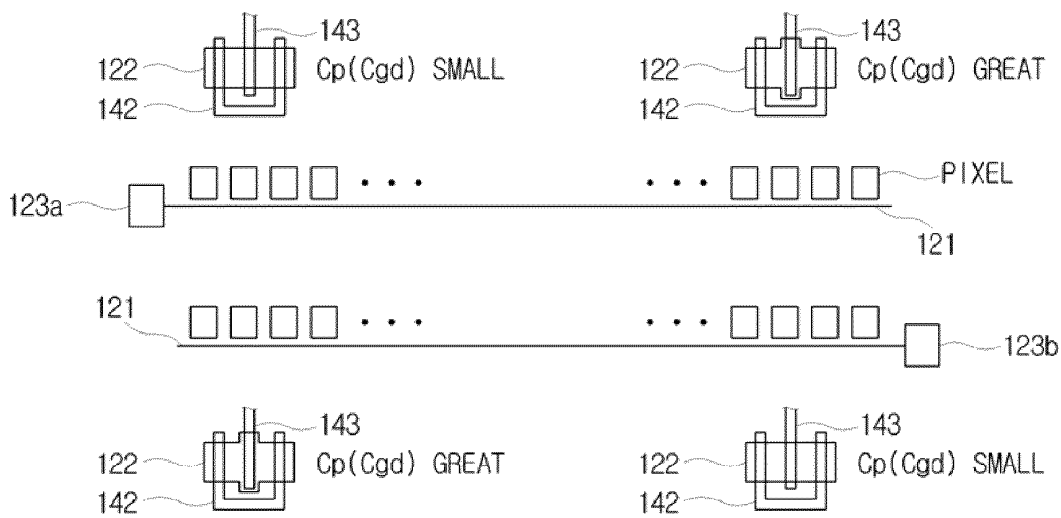 143 143
122 Cp(Cgd) SMALL 122 Cp(Cgd) GREAT
142 142
PIXEL
123a
121
121
123b
143 143
122 Cp(Cgd) GREAT 122 Cp(Cgd) SMALL
142 142